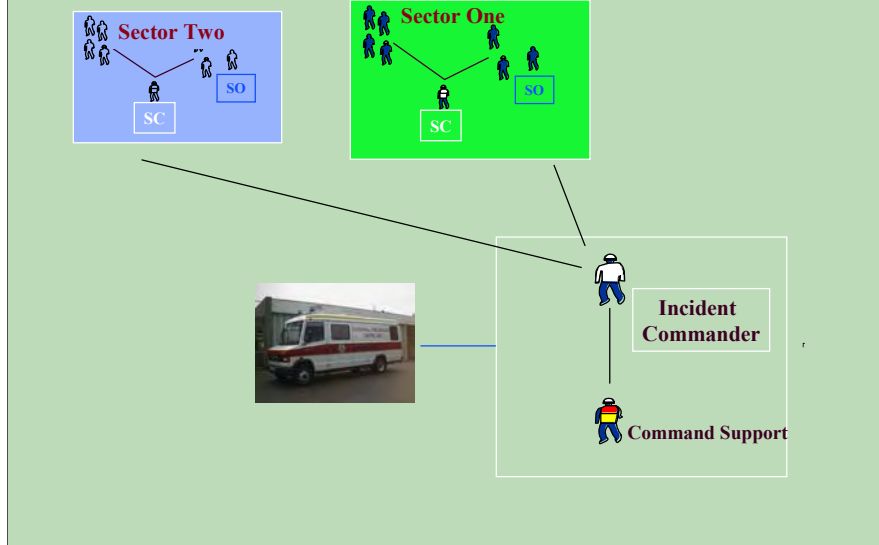 Sector Two
SO
SC
Sector One
SO
SC
Incident
Commander
r
Command Support